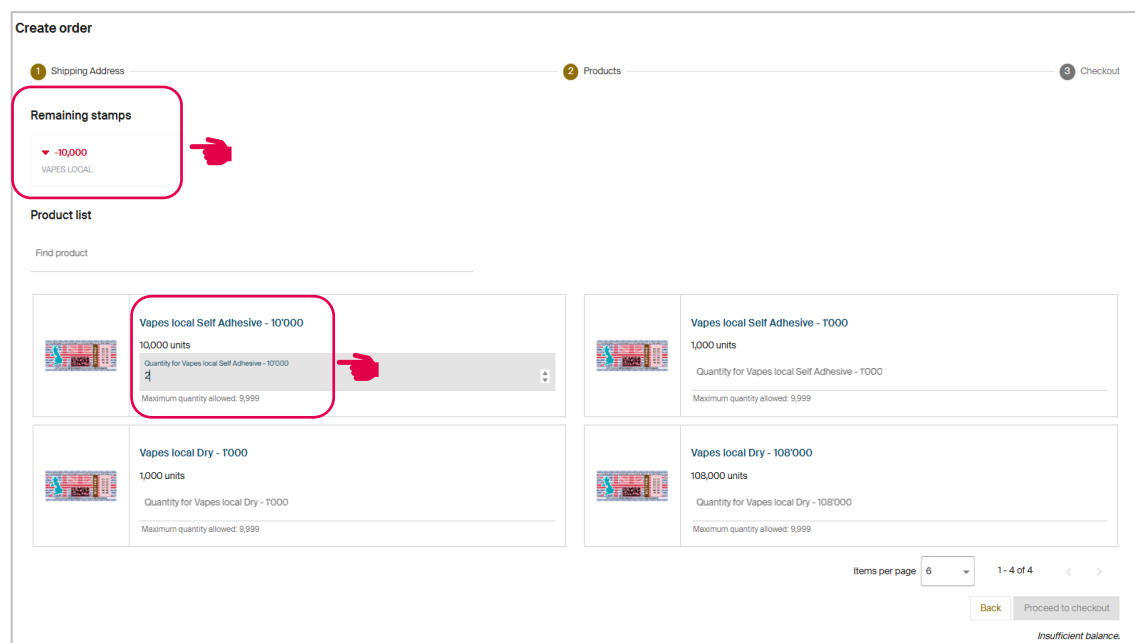 Create order
1 Shipping Address
2 Products
3 Checkout
Remaining stamps
-10,000
VAPES LOCAL
Product list
Find product
Vapes local Self Adhesive - 10'000
10,000 units
Quantity for Vapes local Self Adhesive - 10'000
2
Maximum quantity allowed: 9,999
Vapes local Self Adhesive - 1'000
1,000 units
Quantity for Vapes local Self Adhesive - 1'000
Maximum quantity allowed: 9,999
Vapes local Dry - 1'000
1,000 units
Quantity for Vapes local Dry - 1'000
Maximum quantity allowed: 9,999
Vapes local Dry - 108'000
108,000 units
Quantity for Vapes local Dry - 108'000
Maximum quantity allowed: 9,999
Items per page 6 1 - 4 of 4
Back Proceed to checkout
Insufficient balance.